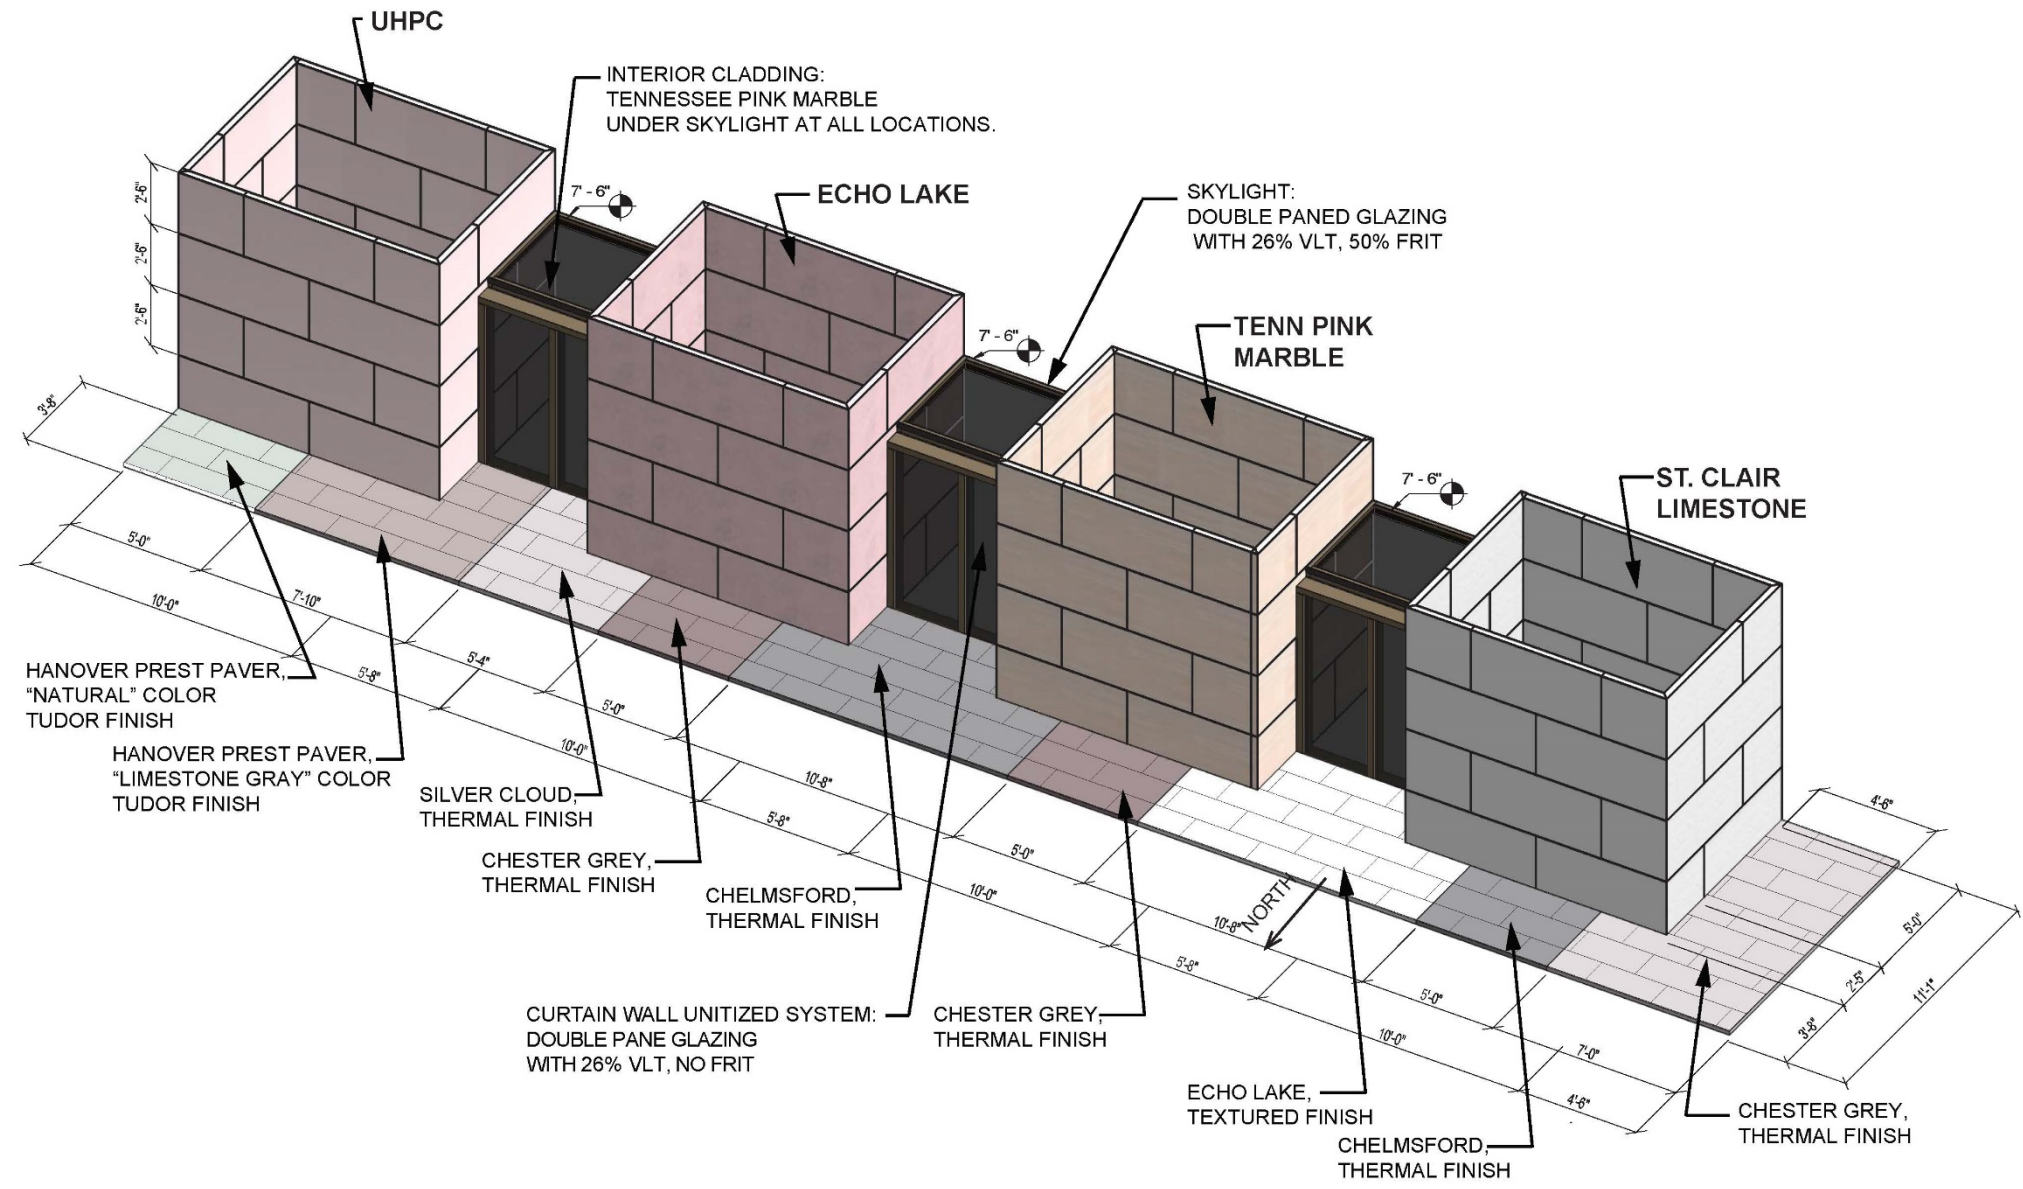 UHPC
INTERIOR CLADDING:
TENNESSEE PINK MARBLE
UNDER SKYLIGHT AT ALL LOCATIONS.
ECHO LAKE
SKYLIGHT:
DOUBLE PANED GLAZING
WITH 26% VLT, 50% FRIT
TENN PINK
MARBLE
ST. CLAIR
LIMESTONE
7' - 6"
7' - 6"
7' - 6"
2'-6"
2'-6"
2'-6"
3'-8"
5'-0"
7'-10"
5'-4"
5'-0"
10'-8"
5'-0"
10'-8"
5'-0"
7'-0"
10'-0"
5'-8"
10'-0"
5'-8"
10'-0"
5'-8"
10'-0"
4'-6"
4'-6"
5'-0"
2'-5"
3'-8"
11'-1"
NORTH
HANOVER PREST PAVER,
“NATURAL” COLOR
TUDOR FINISH
HANOVER PREST PAVER,
“LIMESTONE GRAY” COLOR
TUDOR FINISH
SILVER CLOUD,
THERMAL FINISH
CHESTER GREY,
THERMAL FINISH
CHELMSFORD,
THERMAL FINISH
CURTAIN WALL UNITIZED SYSTEM:
DOUBLE PANE GLAZING
WITH 26% VLT, NO FRIT
CHESTER GREY,
THERMAL FINISH
ECHO LAKE,
TEXTURED FINISH
CHELMSFORD,
THERMAL FINISH
CHESTER GREY,
THERMAL FINISH